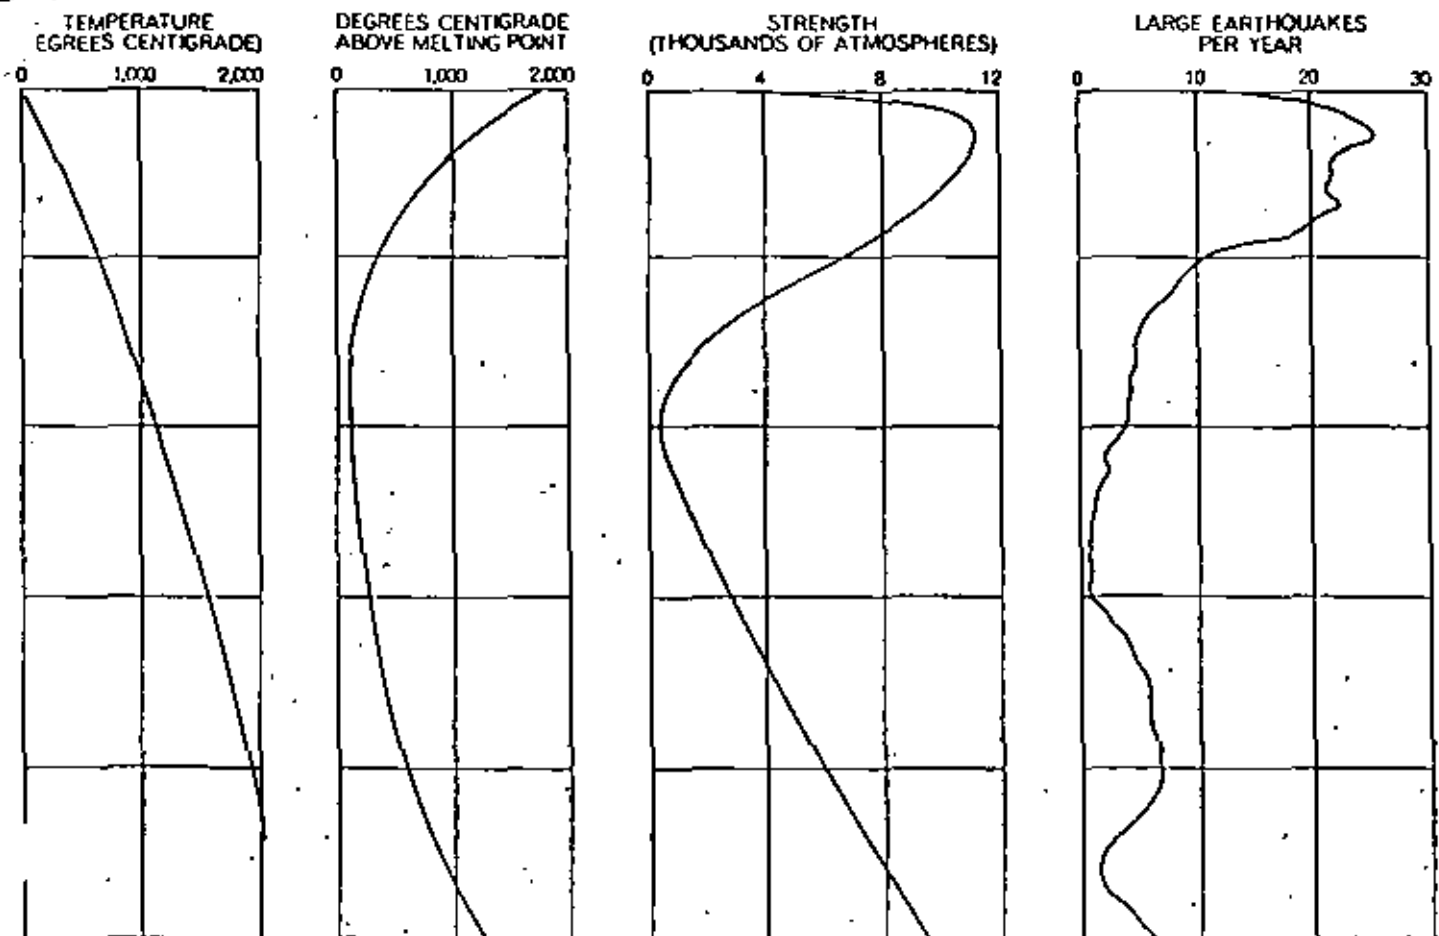 TEMPERATURE
EGREES CENTIGRADE)
0 1,000 2,000
DEGREES CENTIGRADE
ABOVE MELTING POINT
0 1,000 2,000
STRENGTH
(THOUSANDS OF ATMOSPHERES)
0 4 8 12
LARGE EARTHQUAKES
PER YEAR
0 10 20 30